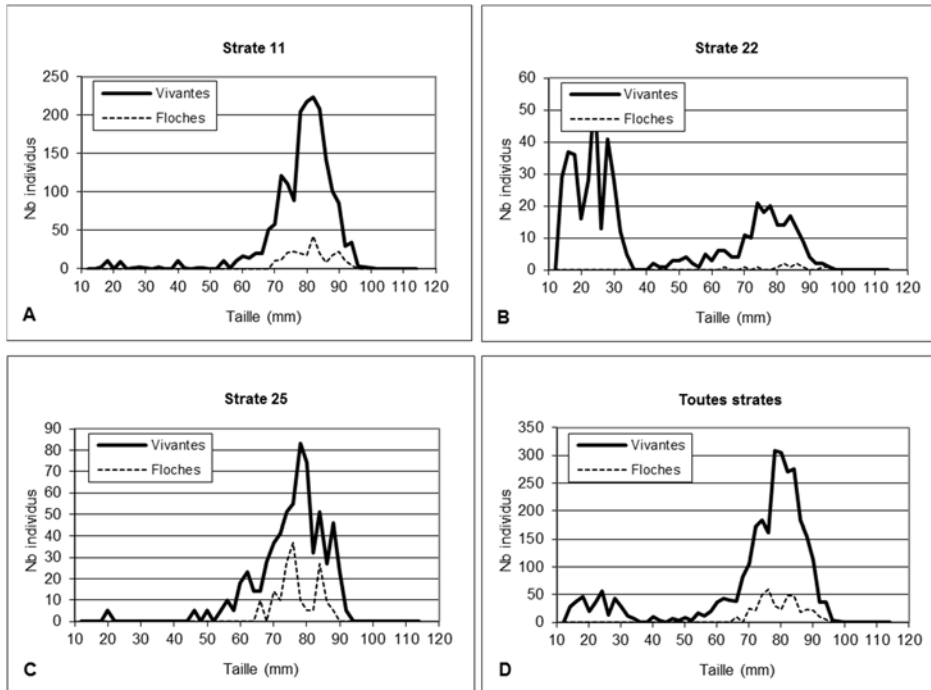 Strate 11
250
200
150
100
50
0
Vivantes
Floches
Nb individus
10 20 30 40 50 60 70 80 90 100 110 120
Taille (mm)
A
Strate 22
60
50
40
30
20
10
0
Vivantes
Floches
Nb individus
10 20 30 40 50 60 70 80 90 100 110 120
Taille (mm)
B
Strate 25
90
80
70
60
50
40
30
20
10
0
Vivantes
Floches
Nb individus
10 20 30 40 50 60 70 80 90 100 110 120
Taille (mm)
C
Toutes strates
350
300
250
200
150
100
50
0
Vivantes
Floches
Nb individus
10 20 30 40 50 60 70 80 90 100 110 120
Taille (mm)
D